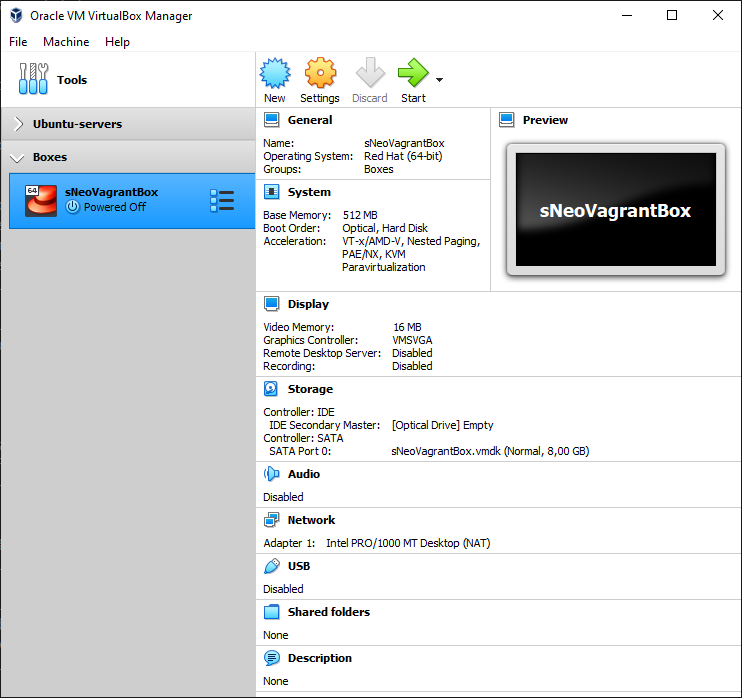 Oracle VM VirtualBox Manager
File Machine Help
Tools
New Settings Discard Start
Ubuntu-servers
Boxes
64
sNeoVagrantBox
Powered Off
General
Name: sNeoVagrantBox
Operating System: Red Hat (64-bit)
Groups: Boxes
Preview
sNeoVagrantBox
System
Base Memory: 512 MB
Boot Order: Optical, Hard Disk
Acceleration: VT-x/AMD-V, Nested Paging,
PAE/NX, KVM
Paravirtualization
Display
Video Memory: 16 MB
Graphics Controller: VMSVGA
Remote Desktop Server: Disabled
Recording: Disabled
Storage
Controller: IDE
IDE Secondary Master: [Optical Drive] Empty
Controller: SATA
SATA Port 0: sNeoVagrantBox.vmdk (Normal, 8,00 GB)
Audio
Disabled
Network
Adapter 1: Intel PRO/1000 MT Desktop (NAT)
USB
Disabled
Shared folders
None
Description
None